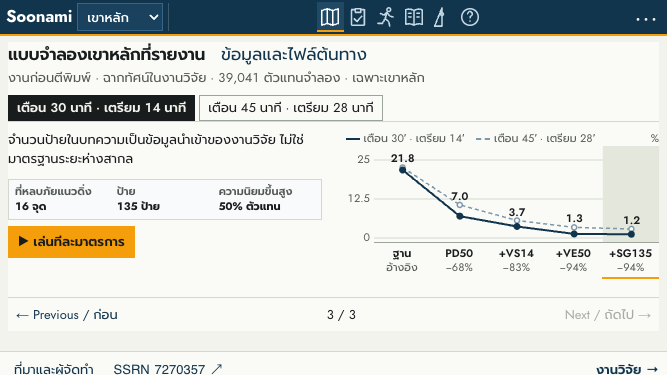 Soonami เขาหลัก ...
แบบจำลองเขาหลักที่รายงาน ข้อมูลและไฟล์ต้นทาง
งานก่อนตีพิมพ์ · ฉากทัศน์ในงานวิจัย · 39,041 ตัวแทนจำลอง · เฉพาะเขาหลัก
เตือน 30 นาที · เตรียม 14 นาที เตือน 45 นาที · เตรียม 28 นาที
จำนวนป้ายในบทความเป็นข้อมูลนำเข้าของงานวิจัย ไม่ใช่
มาตรฐานระยะห่างสากล
ที่หลบภัยแนวดิ่ง ป้าย ความนิยมขึ้นสูง
16 จุด 135 ป้าย 50% ตัวแทน
▶ เล่นทีละมาตรการ
เตือน 30′ · เตรียม 14′ เตือน 45′ · เตรียม 28′ %
25
12.5
0
21.8 7.0 3.7 1.3 1.2
ฐาน PD50 +VS14 +VE50 +SG135
อ้างอิง −68% −83% −94% −94%
← Previous / ก่อน 3 / 3 Next / ถัดไป →
ที่มาและผู้จัดทำ SSRN 7270357 ↗ งานวิจัย →